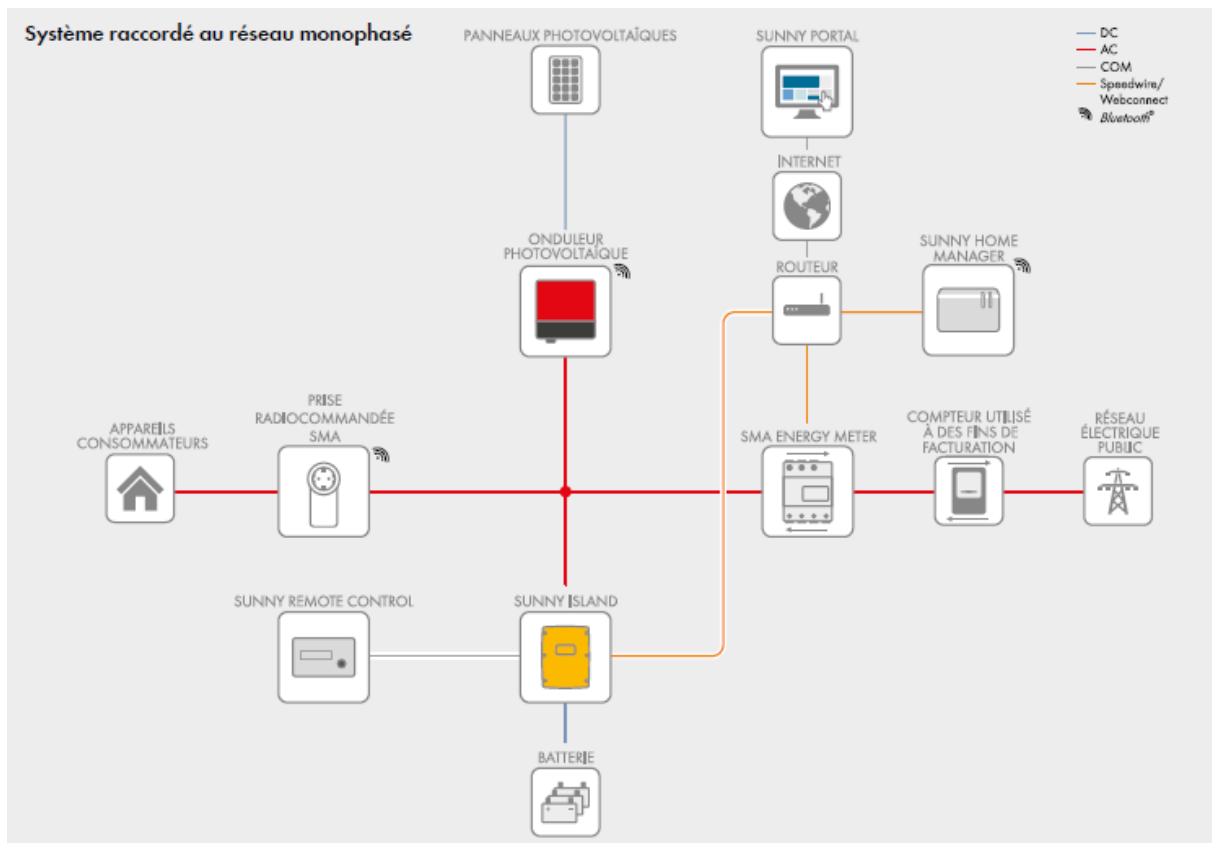 Système raccordé au réseau monophasé
PANNEAUX PHOTOVOLTAÏQUES
SUNNY PORTAL
DC
AC
COM
Speedwire/
Webconnect
Bluetooth®
INTERNET
ONDULEUR
PHOTOVOLTAÏQUE
ROUTEUR
SUNNY HOME
MANAGER
APPAREILS
CONSOMMATEURS
PRISE
RADIOCOMMANDÉE
SMA
SMA ENERGY METER
COMPTEUR UTILISÉ
À DES FINS DE
FACTURATION
RÉSEAU
ÉLECTRIQUE
PUBLIC
SUNNY REMOTE CONTROL
SUNNY ISLAND
BATTERIE